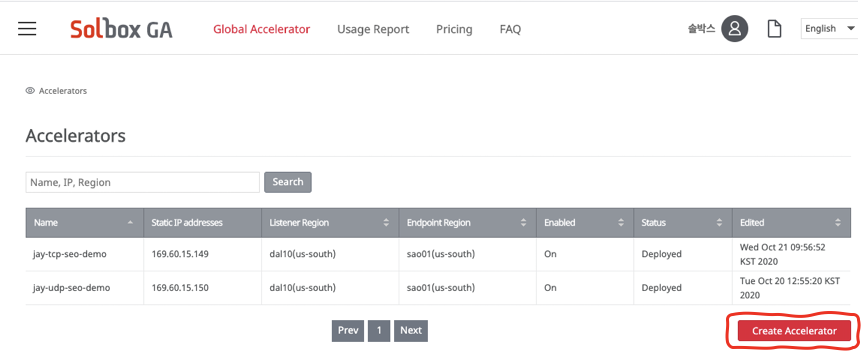 Solbox GA Global Accelerator Usage Report Pricing FAQ 솔박스 English
Accelerators
Accelerators
Name, IP, Region Search
Name Static IP addresses Listener Region Endpoint Region Enabled Status Edited
jay-tcp-seo-demo 169.60.15.149 dal10(us-south) sao01(us-south) On Deployed Wed Oct 21 09:56:52
KST 2020
jay-udp-seo-demo 169.60.15.150 dal10(us-south) sao01(us-south) On Deployed Tue Oct 20 12:55:20 KST
2020
Prev 1 Next Create Accelerator